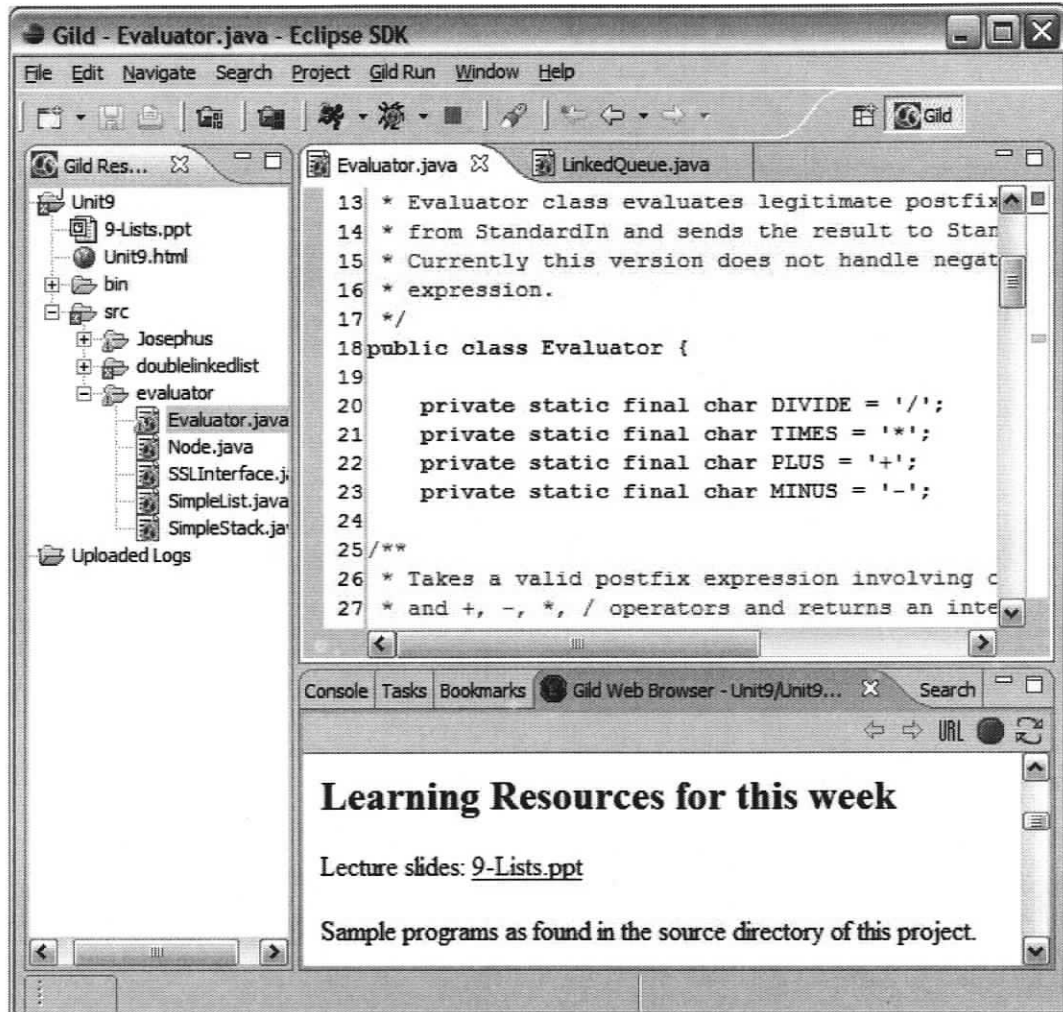 Gild - Evaluator.java - Eclipse SDK
File Edit Navigate Search Project Gild Run Window Help
Gild
Gild Res...
Unit9
9-Lists.ppt
Unit9.html
bin
src
Josephus
doublelinkedlist
evaluator
Evaluator.java
Node.java
SSLInterface.j
SimpleList.java
SimpleStack.ja
Uploaded Logs
Evaluator.java LinkedQueue.java
13 * Evaluator class evaluates legitimate postfix
14 * from StandardIn and sends the result to Stan
15 * Currently this version does not handle negat
16 * expression.
17 */
18 public class Evaluator {
19
20 private static final char DIVIDE = '/';
21 private static final char TIMES = '*';
22 private static final char PLUS = '+';
23 private static final char MINUS = '-';
24
25 /**
26 * Takes a valid postfix expression involving c
27 * and +, -, *, / operators and returns an inte
Console Tasks Bookmarks Gild Web Browser - Unit9/Unit9... Search
URL
Learning Resources for this week
Lecture slides: 9-Lists.ppt
Sample programs as found in the source directory of this project.